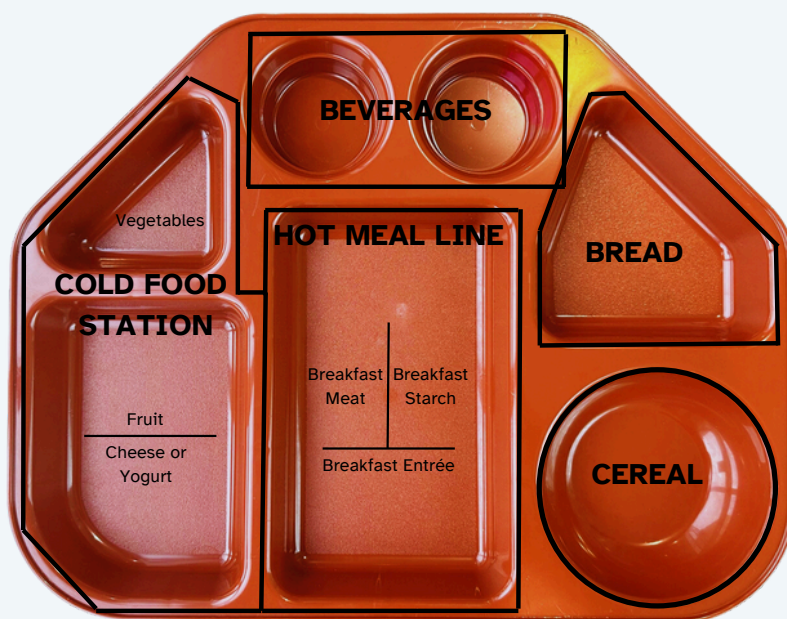 BEVERAGES
Vegetables
HOT MEAL LINE
BREAD
COLD FOOD
STATION
Breakfast
Meat
Breakfast
Starch
Fruit
Cheese or
Yogurt
Breakfast Entrée
CEREAL